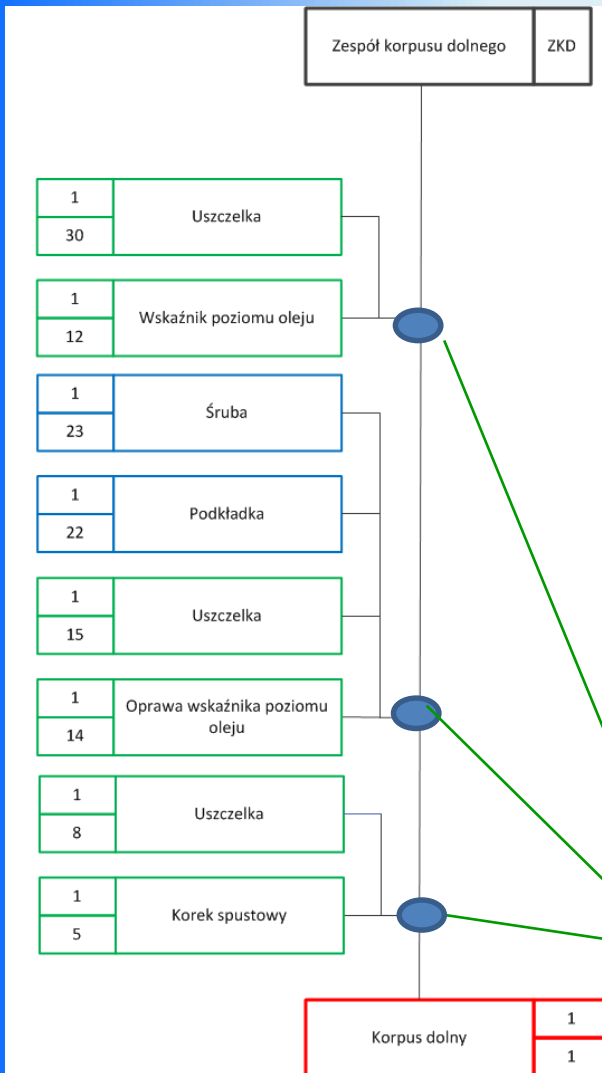 Zespół korpusu dolnego ZKD
1
Uszczelka
30
1
Wskaźnik poziomu oleju
12
1
Śruba
23
1
Podkładka
22
1
Uszczelka
15
1
Oprawa wskaźnika poziomu
oleju
14
1
Uszczelka
8
1
Korek spustowy
5
Korpus dolny
1
1